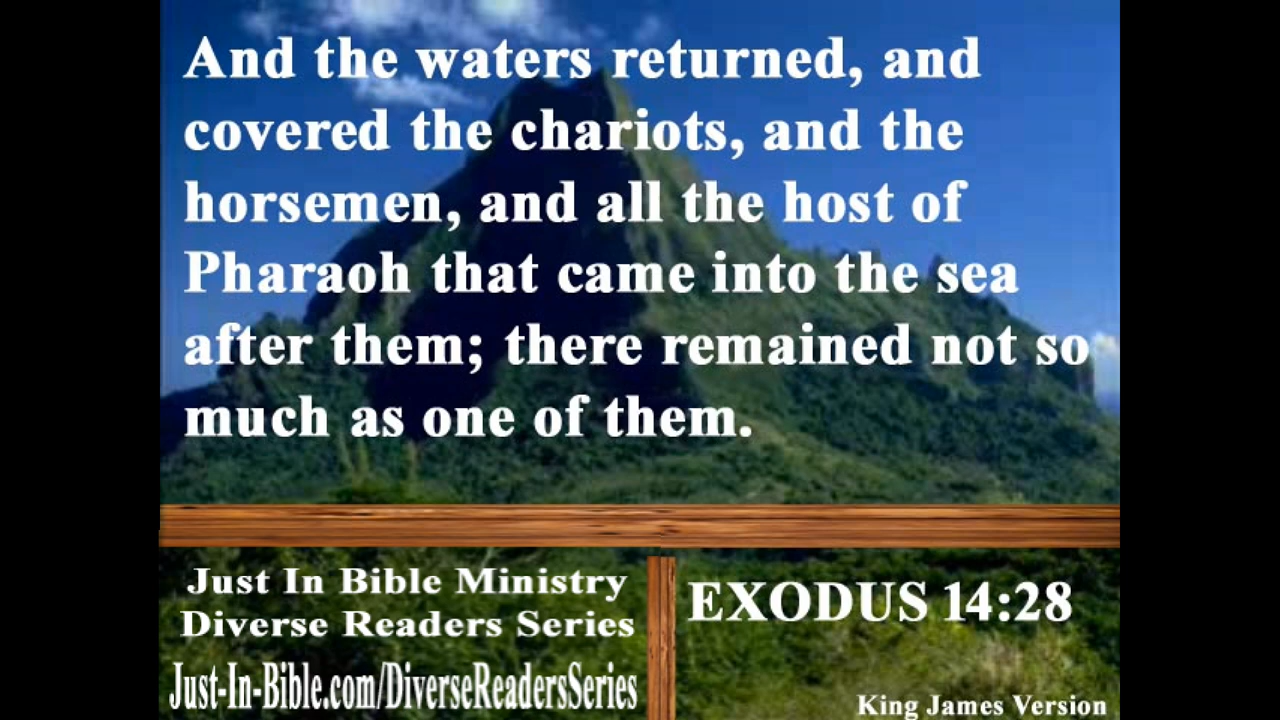 And the waters returned, and
covered the chariots, and the
horsemen, and all the host of
Pharaoh that came into the sea
after them; there remained not so
much as one of them.
Just In Bible Ministry
Diverse Readers Series
Just-In-Bible.com/DiverseReadersSeries
EXODUS 14:28
King James Version